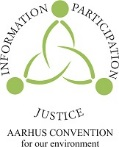 INFORMATION
PARTICIPATION
JUSTICE
AARHUS CONVENTION
for our environment